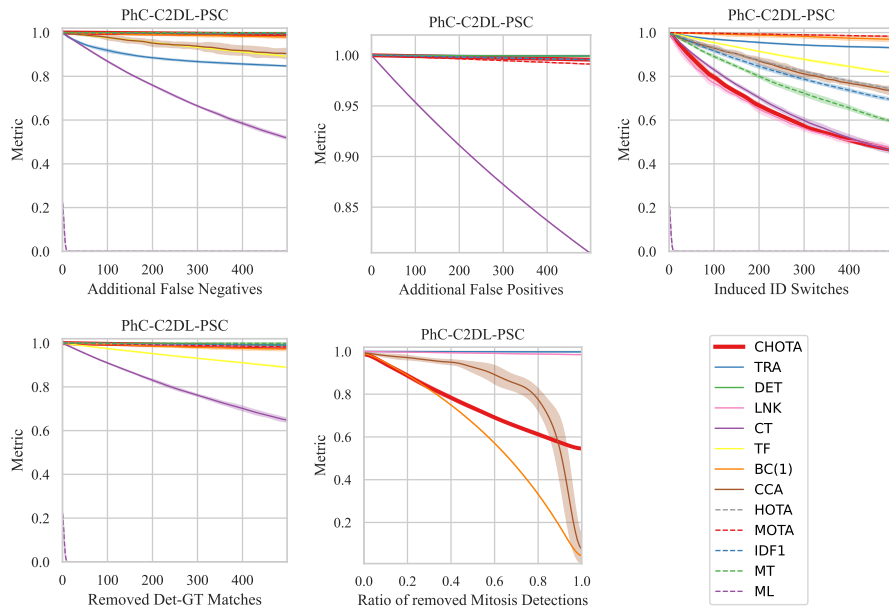 PhC-C2DL-PSC
1.0
0.8
0.6
0.4
0.2
0.0
Metric
0 100 200 300 400
Additional False Negatives
PhC-C2DL-PSC
1.00
0.95
0.90
0.85
Metric
0 100 200 300 400
Additional False Positives
PhC-C2DL-PSC
1.0
0.8
0.6
0.4
0.2
0.0
Metric
0 100 200 300 400
Induced ID Switches
PhC-C2DL-PSC
1.0
0.8
0.6
0.4
0.2
0.0
Metric
0 100 200 300 400
Removed Det-GT Matches
PhC-C2DL-PSC
1.0
0.8
0.6
0.4
0.2
Metric
0.0 0.2 0.4 0.6 0.8 1.0
Ratio of removed Mitosis Detections
CHOTA
TRA
DET
LNK
CT
TF
BC(1)
CCA
HOTA
MOTA
IDF1
MT
ML